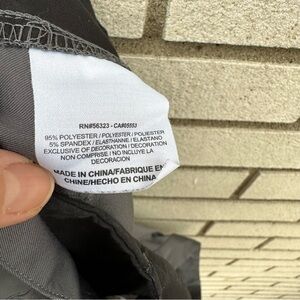 RN#56323 - CA#05553
95% POLYESTER / POLYESTER / POLIESTER
5% SPANDEX / ELASTHANNE / ELASTANO
EXCLUSIVE OF DECORATION / DECORATION
NON COMPRISE / NO INCLUYE LA
DECORACION
MADE IN CHINA/FABRIQUE EN
CHINE/HECHO EN CHINA